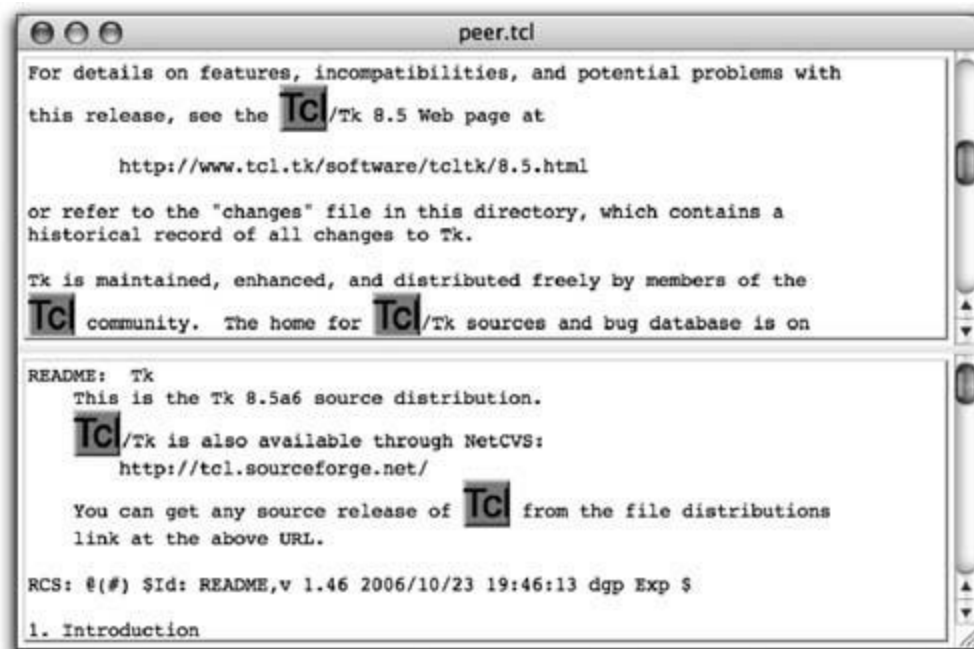 peer.tcl
For details on features, incompatibilities, and potential problems with
this release, see the Tcl/Tk 8.5 Web page at
http://www.tcl.tk/software/tcltk/8.5.html
or refer to the "changes" file in this directory, which contains a
historical record of all changes to Tk.
Tk is maintained, enhanced, and distributed freely by members of the
Tcl community.  The home for Tcl/Tk sources and bug database is on
README:  Tk
This is the Tk 8.5a6 source distribution.
Tcl/Tk is also available through NetCVS:
http://tcl.sourceforge.net/
You can get any source release of Tcl from the file distributions
link at the above URL.
RCS: @(#) $Id: README,v 1.46 2006/10/23 19:46:13 dgp Exp $
1. Introduction